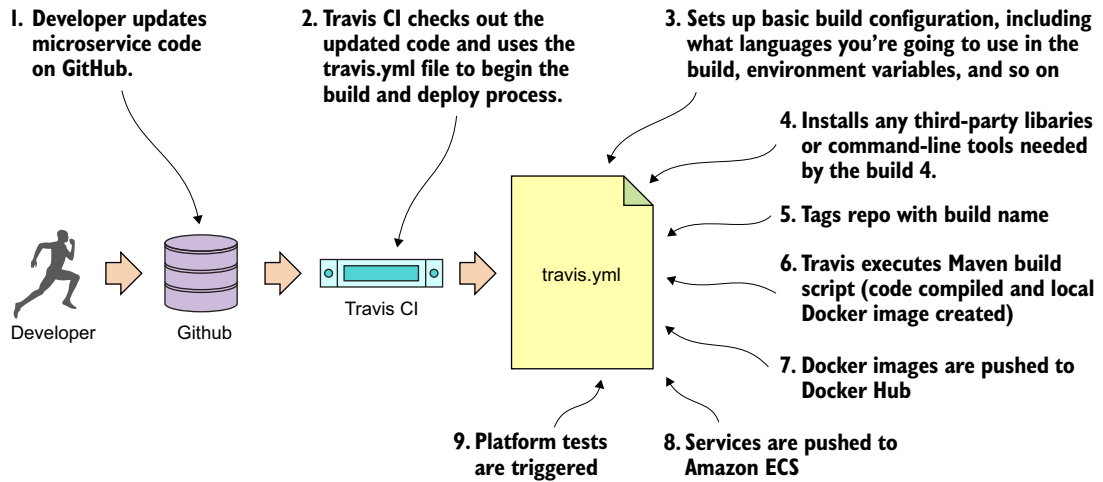 1. Developer updates
microservice code
on GitHub.
2. Travis CI checks out the
updated code and uses the
travis.yml file to begin the
build and deploy process.
3. Sets up basic build configuration, including
what languages you’re going to use in the
build, environment variables, and so on
4. Installs any third-party libaries
or command-line tools needed
by the build 4.
5. Tags repo with build name
6. Travis executes Maven build
script (code compiled and local
Docker image created)
7. Docker images are pushed to
Docker Hub
8. Services are pushed to
Amazon ECS
9. Platform tests
are triggered
Developer
Github
Travis CI
travis.yml